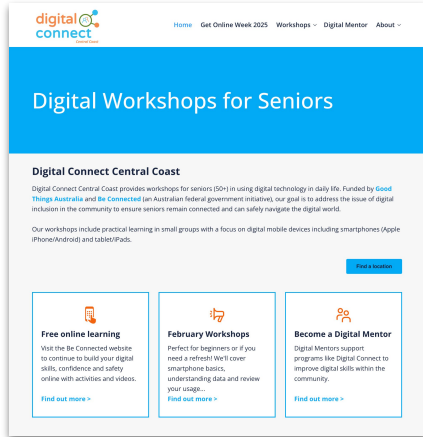 digital
connect
Central Coast
Home Get Online Week 2025 Workshops Digital Mentor About
Digital Workshops for Seniors
Digital Connect Central Coast
Digital Connect Central Coast provides workshops for seniors (50+) in using digital technology in daily life. Funded by Good
Things Australia and Be Connected (an Australian federal government initiative), our goal is to address the issue of digital
inclusion in the community to ensure seniors remain connected and can safely navigate the digital world.
Our workshops include practical learning in small groups with a focus on digital mobile devices including smartphones (Apple
iPhone/Android) and tablet/iPads.
Find a location
Free online learning
Visit the Be Connected website
to continue to build your digital
skills, confidence and safety
online with activities and videos.
Find out more >
February Workshops
Perfect for beginners or if you
need a refresh! We'll cover
smartphone basics,
understanding data and review
your usage...
Find out more >
Become a Digital Mentor
Digital Mentors support
programs like Digital Connect to
improve digital skills within the
community.
Find out more >